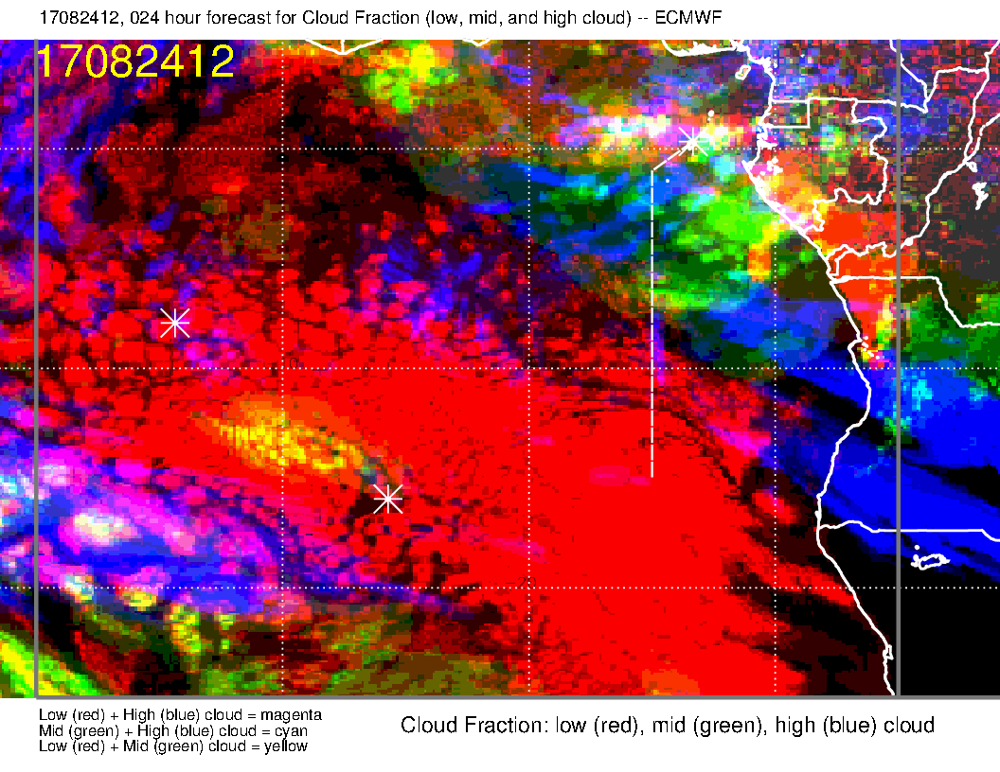 17082412, 024 hour forecast for Cloud Fraction (low, mid, and high cloud) -- ECMWF
17082412
0
-20
Low (red) + High (blue) cloud = magenta
Mid (green) + High (blue) cloud = cyan
Low (red) + Mid (green) cloud = yellow
Cloud Fraction: low (red), mid (green), high (blue) cloud